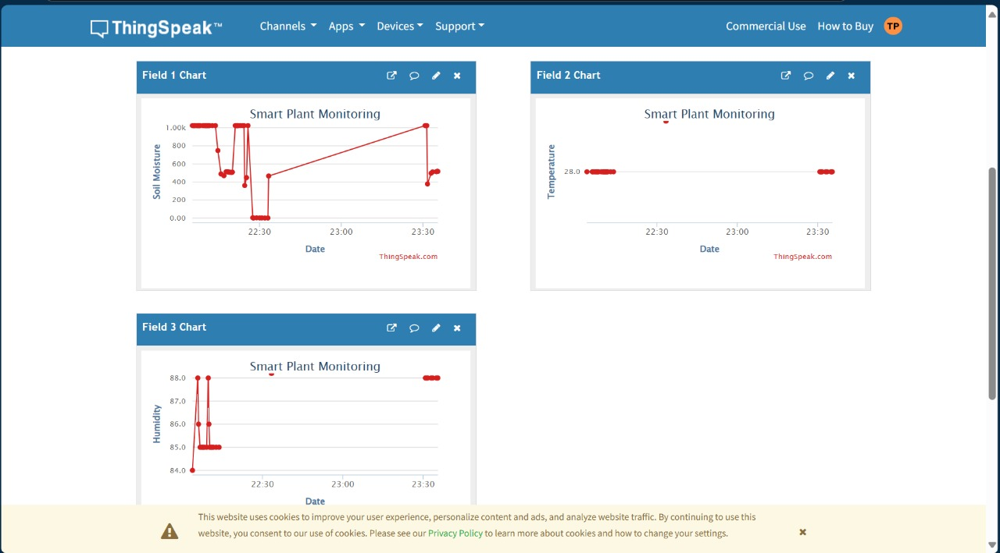 ThingSpeak™ Channels Apps Devices Support Commercial Use How to Buy TP
Field 1 Chart
Smart Plant Monitoring
Soil Moisture
1.00k
800
600
400
200
0.00
22:30 23:00 23:30
Date
ThingSpeak.com
Field 2 Chart
Smart Plant Monitoring
Temperature
28.0
22:30 23:00 23:30
Date
ThingSpeak.com
Field 3 Chart
Smart Plant Monitoring
Humidity
88.0
87.0
86.0
85.0
84.0
22:30 23:00 23:30
Date
This website uses cookies to improve your user experience, personalize content and ads, and analyze website traffic. By continuing to use this
website, you consent to our use of cookies. Please see our Privacy Policy to learn more about cookies and how to change your settings.